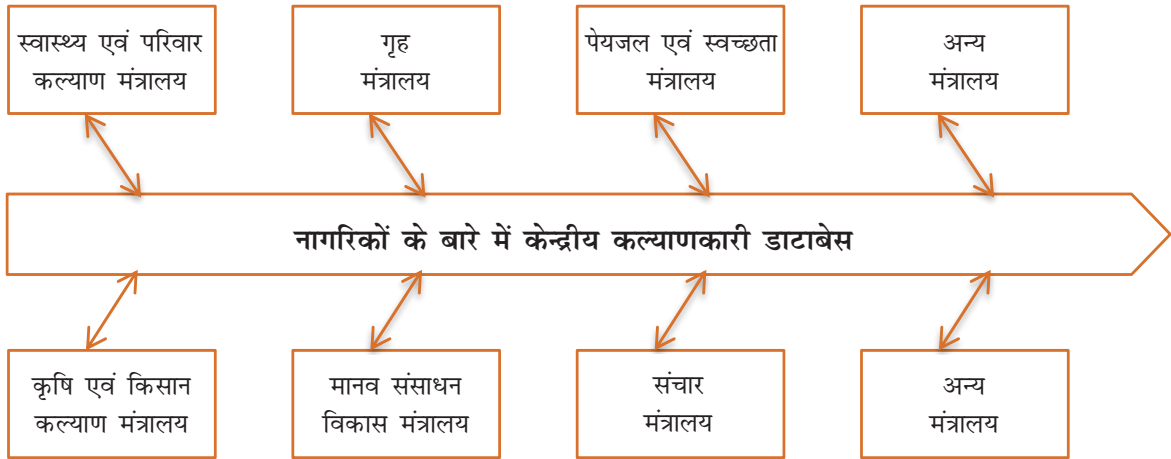 स्वास्थ्य एवं परिवार
कल्याण मंत्रालय
गृह
मंत्रालय
पेयजल एवं स्वच्छता
मंत्रालय
अन्य
मंत्रालय
नागरिकों के बारे में केन्द्रीय कल्याणकारी डाटाबेस
कृषि एवं किसान
कल्याण मंत्रालय
मानव संसाधन
विकास मंत्रालय
संचार
मंत्रालय
अन्य
मंत्रालय